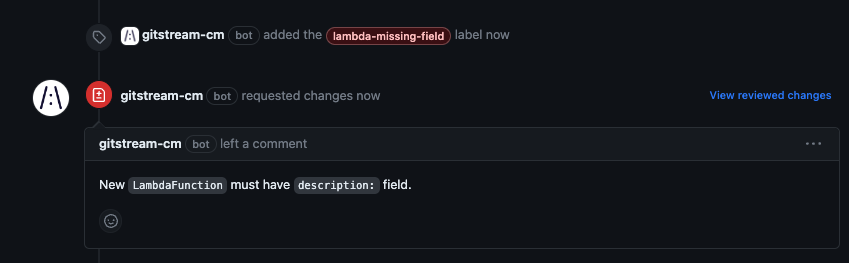 gitstream-cm bot added the lambda-missing-field label now
gitstream-cm bot requested changes now View reviewed changes
gitstream-cm bot left a comment
New LambdaFunction must have description: field.